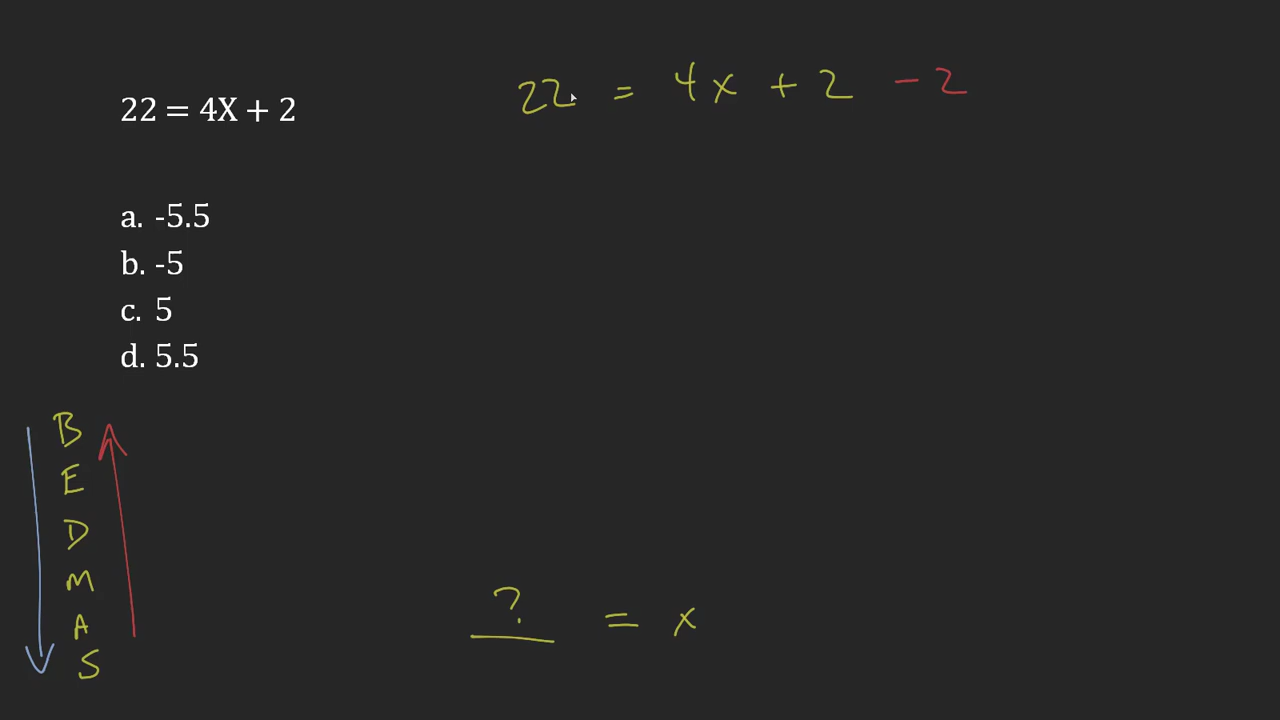 22 = 4X + 2
a. -5.5
b. -5
c. 5
d. 5.5
22 = 4x + 2 - 2
B
E
D
M
A
S
? = x